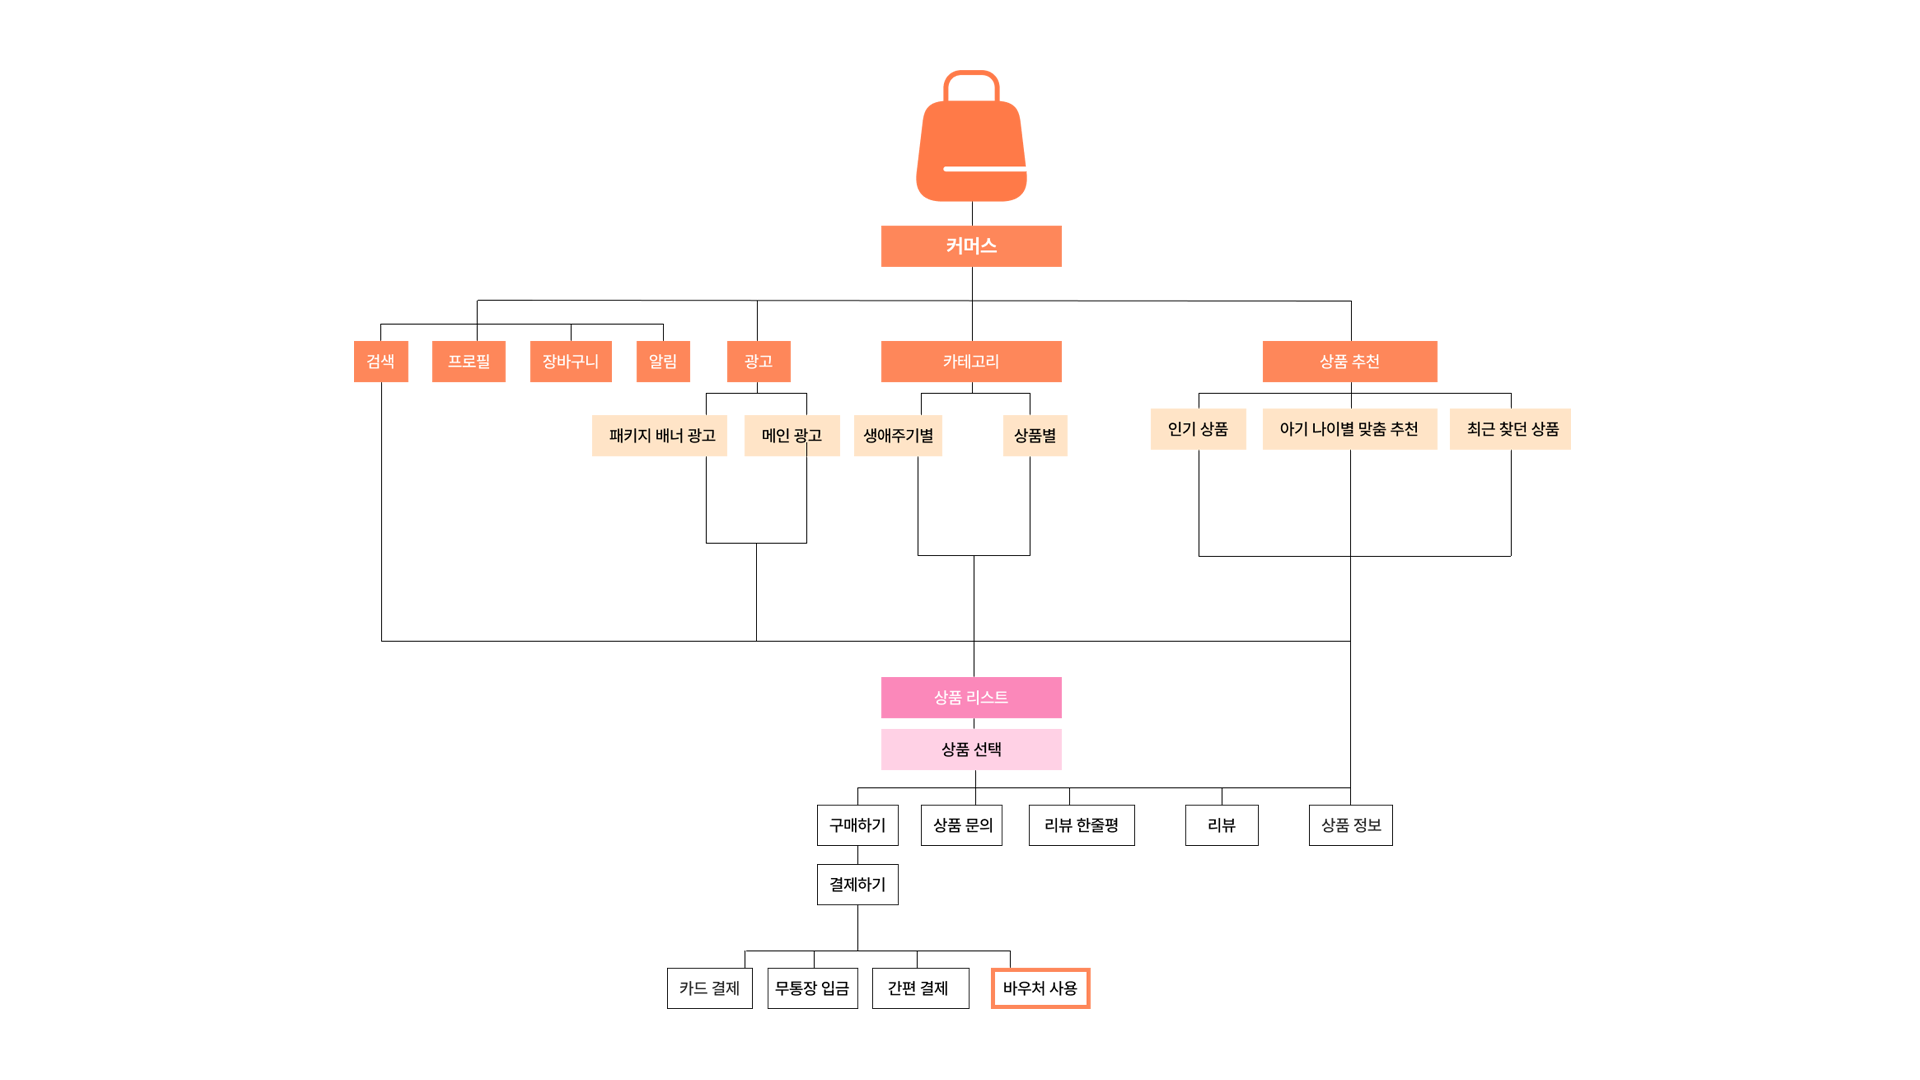 커머스
검색
프로필
장바구니
알림
광고
카테고리
상품 추천
패키지 배너 광고
메인 광고
생애주기별
상품별
인기 상품
아기 나이별 맞춤 추천
최근 찾던 상품
상품 리스트
상품 선택
구매하기
상품 문의
리뷰 한줄평
리뷰
상품 정보
결제하기
카드 결제
무통장 입금
간편 결제
바우처 사용